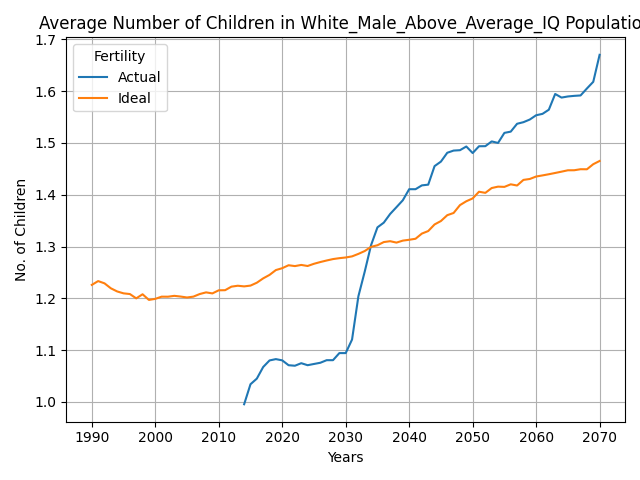 Average Number of Children in White_Male_Above_Average_IQ Populatio
No. of Children
1.7
1.6
1.5
1.4
1.3
1.2
1.1
1.0
Fertility
Actual
Ideal
1990 2000 2010 2020 2030 2040 2050 2060 2070
Years